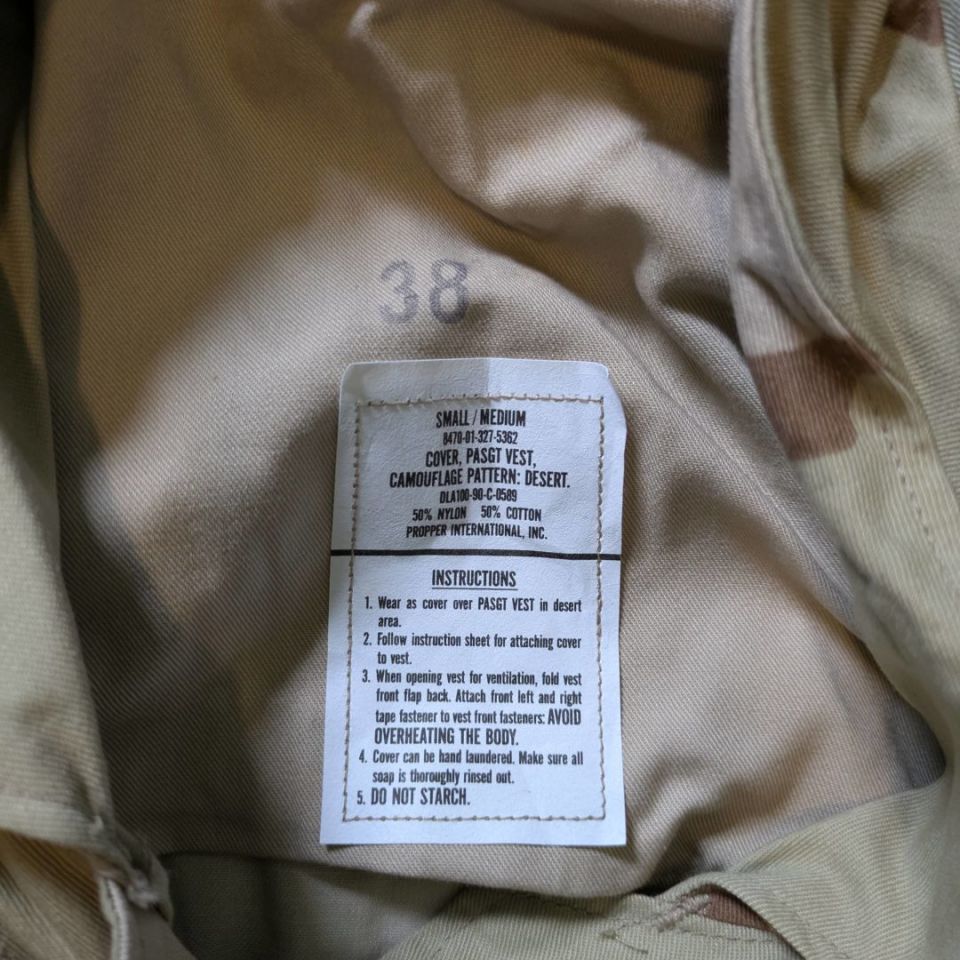 38
SMALL / MEDIUM
8470-01-327-5362
COVER, PASGT VEST,
CAMOUFLAGE PATTERN: DESERT.
DLA100-90-C-0589
50% NYLON 50% COTTON
PROPPER INTERNATIONAL, INC.
INSTRUCTIONS
1. Wear as cover over PASGT VEST in desert
area.
2. Follow instruction sheet for attaching cover
to vest.
3. When opening vest for ventilation, fold vest
front flap back. Attach front left and right
tape fastener to vest front fasteners: AVOID
OVERHEATING THE BODY.
4. Cover can be hand laundered. Make sure all
soap is thoroughly rinsed out.
5. DO NOT STARCH.